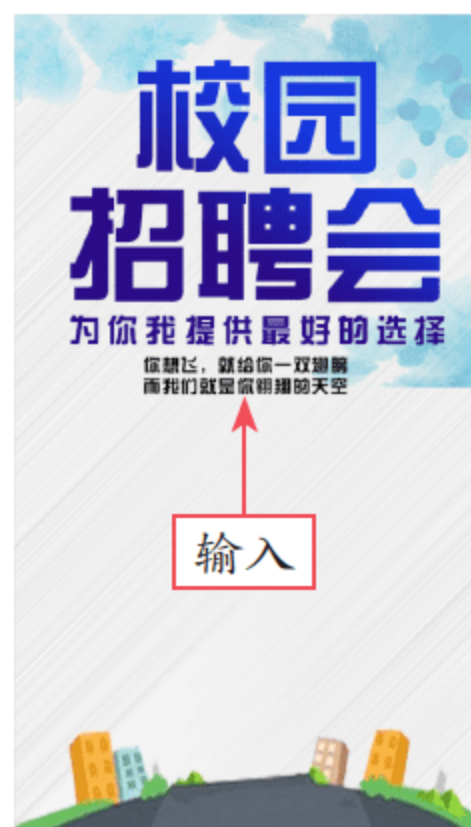 校园
招聘会
为你我提供最好的选择
你想飞，就给你一双翅膀
而我们就是你翱翔的天空
输入